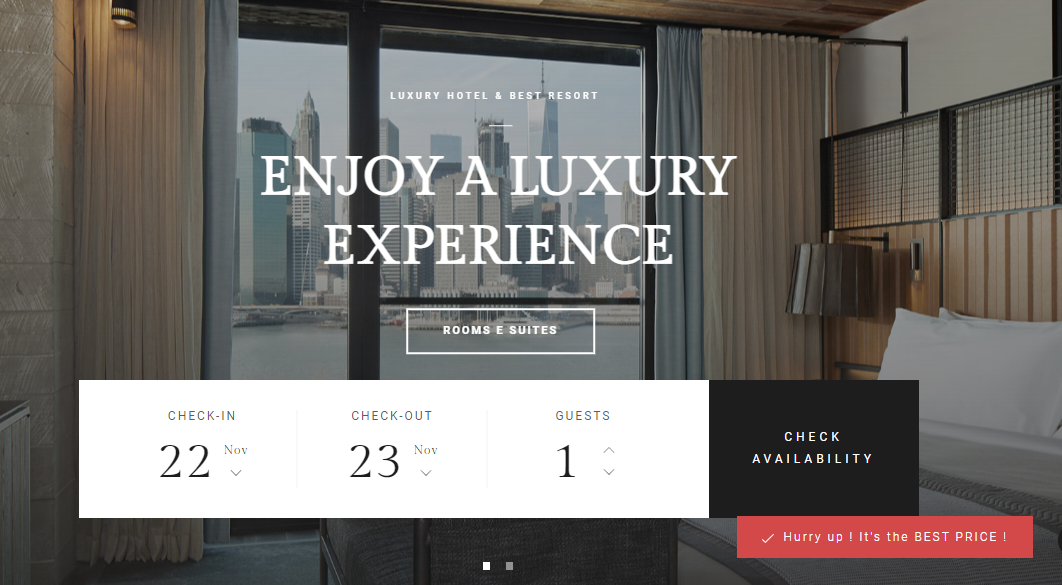 LUXURY HOTEL & BEST RESORT
ENJOY A LUXURY
EXPERIENCE
ROOMS E SUITES
CHECK-IN
22 Nov
CHECK-OUT
23 Nov
GUESTS
1
CHECK
AVAILABILITY
Hurry up ! It's the BEST PRICE !